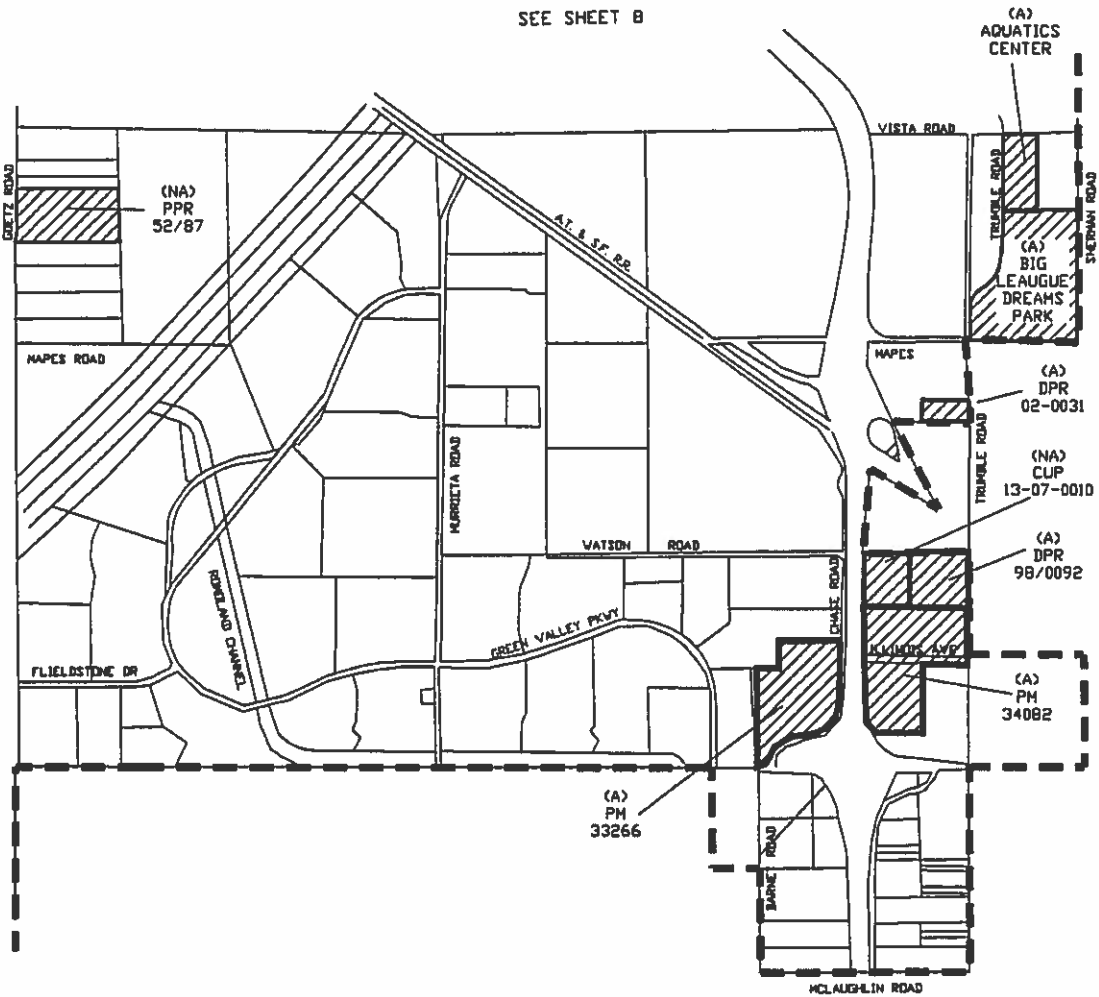 SEE SHEET 8
(A)
AQUATICS
CENTER
VISTA ROAD
GOETZ ROAD
(NA)
PPR
52/87
TRUMBLE ROAD
SHERMAN ROAD
A.T. & S.F. R.R.
(A)
BIG
LEAUGUE
DREAMS
PARK
MAPES ROAD
MAPES
(A)
DPR
02-0031
MURRIETA ROAD
TRUMBLE ROAD
(NA)
CUP
13-07-0010
WATSON ROAD
(A)
DPR
98/0092
CHASE ROAD
ROMOLAND CHANNEL
GREEN VALLEY PKWY
ILLINOIS AVE
FLIELDSTONE DR
(A)
PM
34082
(A)
PM
33266
BARNET ROAD
MCLAUGHLIN ROAD